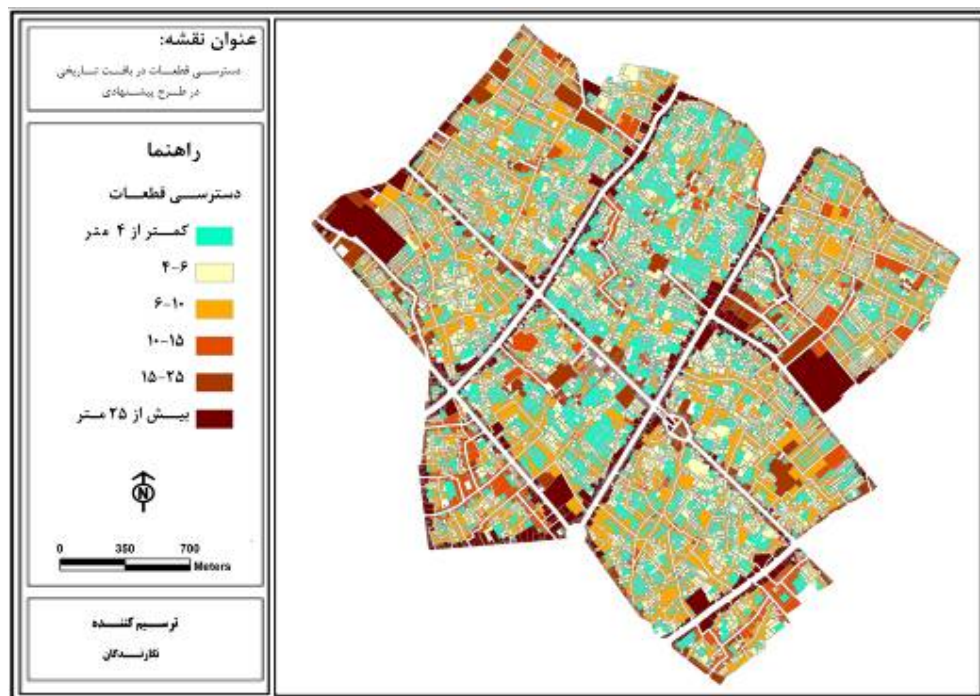 عنوان نقشه:
دسترسی قطعات در بافت تاریخی
در طرح پیشنهادی
راهنما
دسترسی قطعات
کمتر از ۴ متر
۴-۶
۶-۱۰
۱۰-۱۵
۱۵-۲۵
بیش از ۲۵ متر
N
0 350 700
Meters
ترسیم کننده
نگارندگان